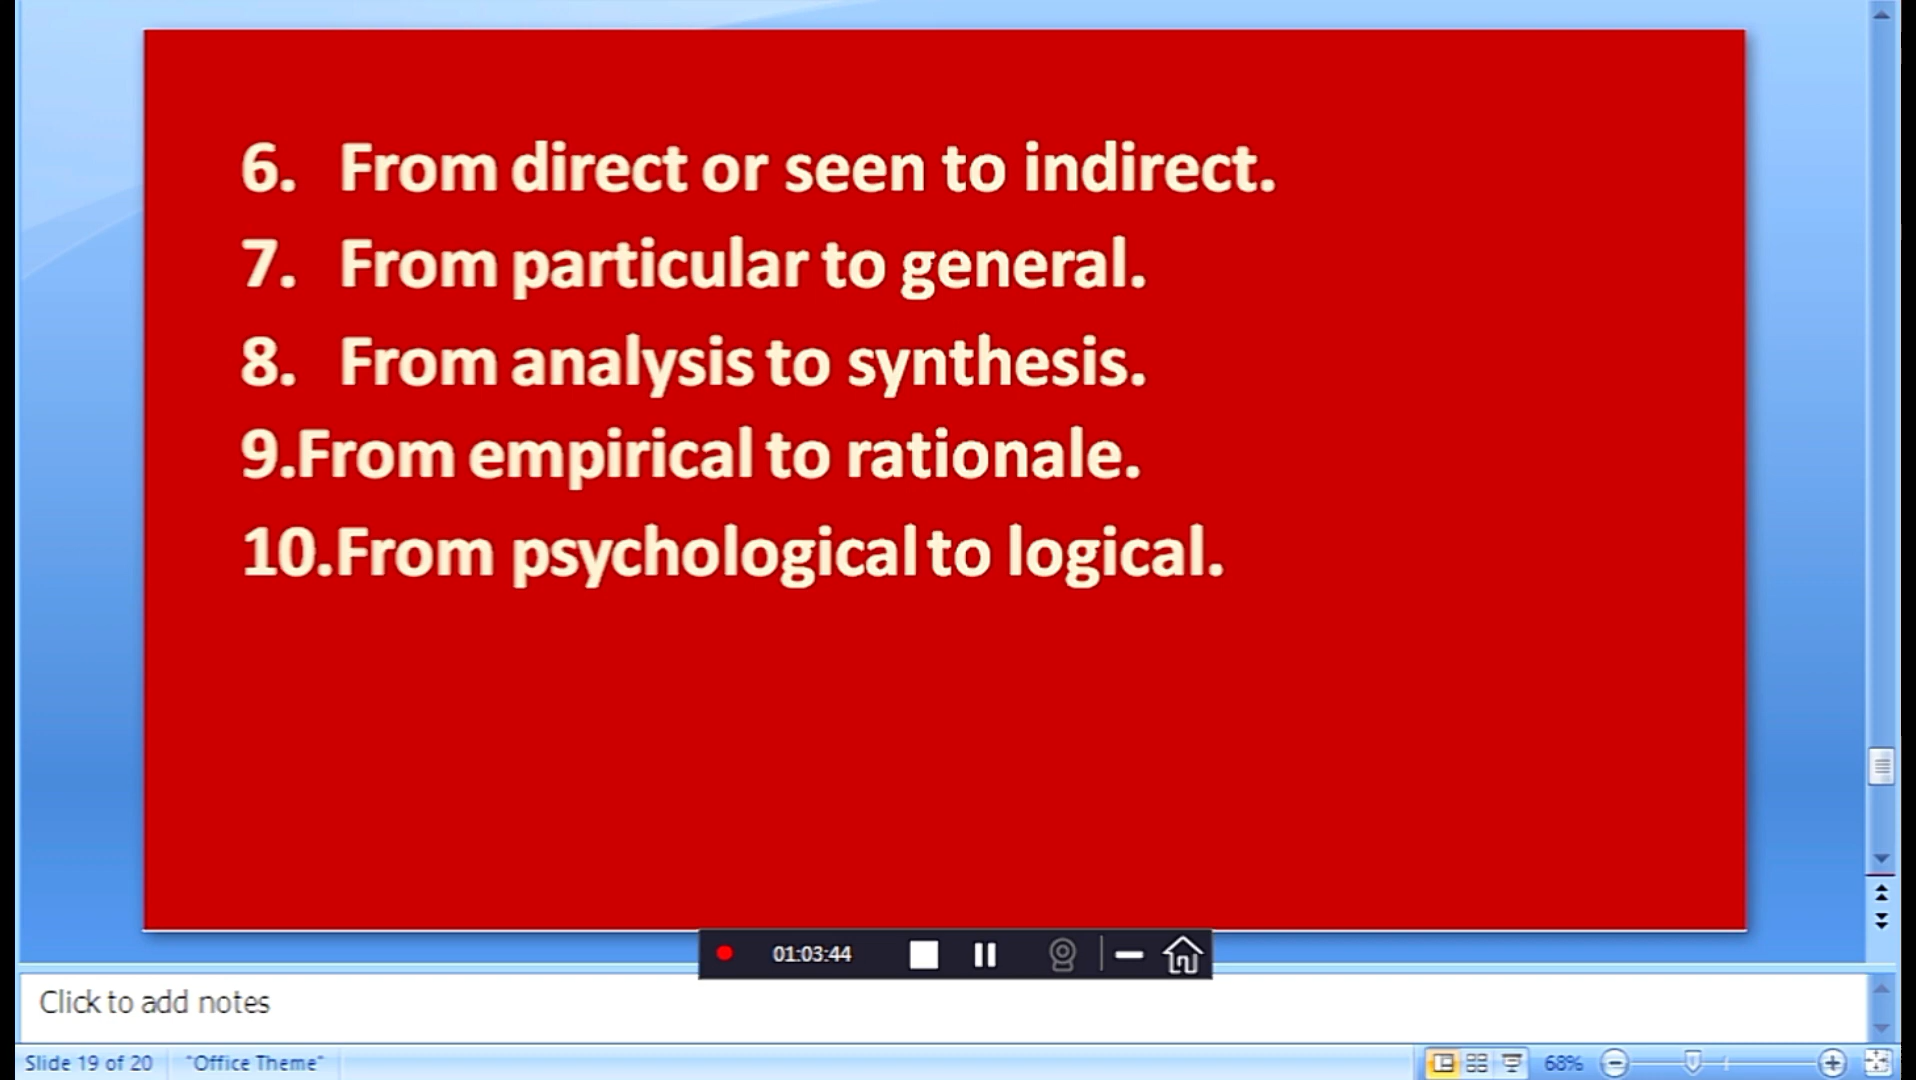 6. From direct or seen to indirect.
7. From particular to general.
8. From analysis to synthesis.
9.From empirical to rationale.
10.From psychological to logical.
01:03:44
Click to add notes
Slide 19 of 20 "Office Theme" 68%